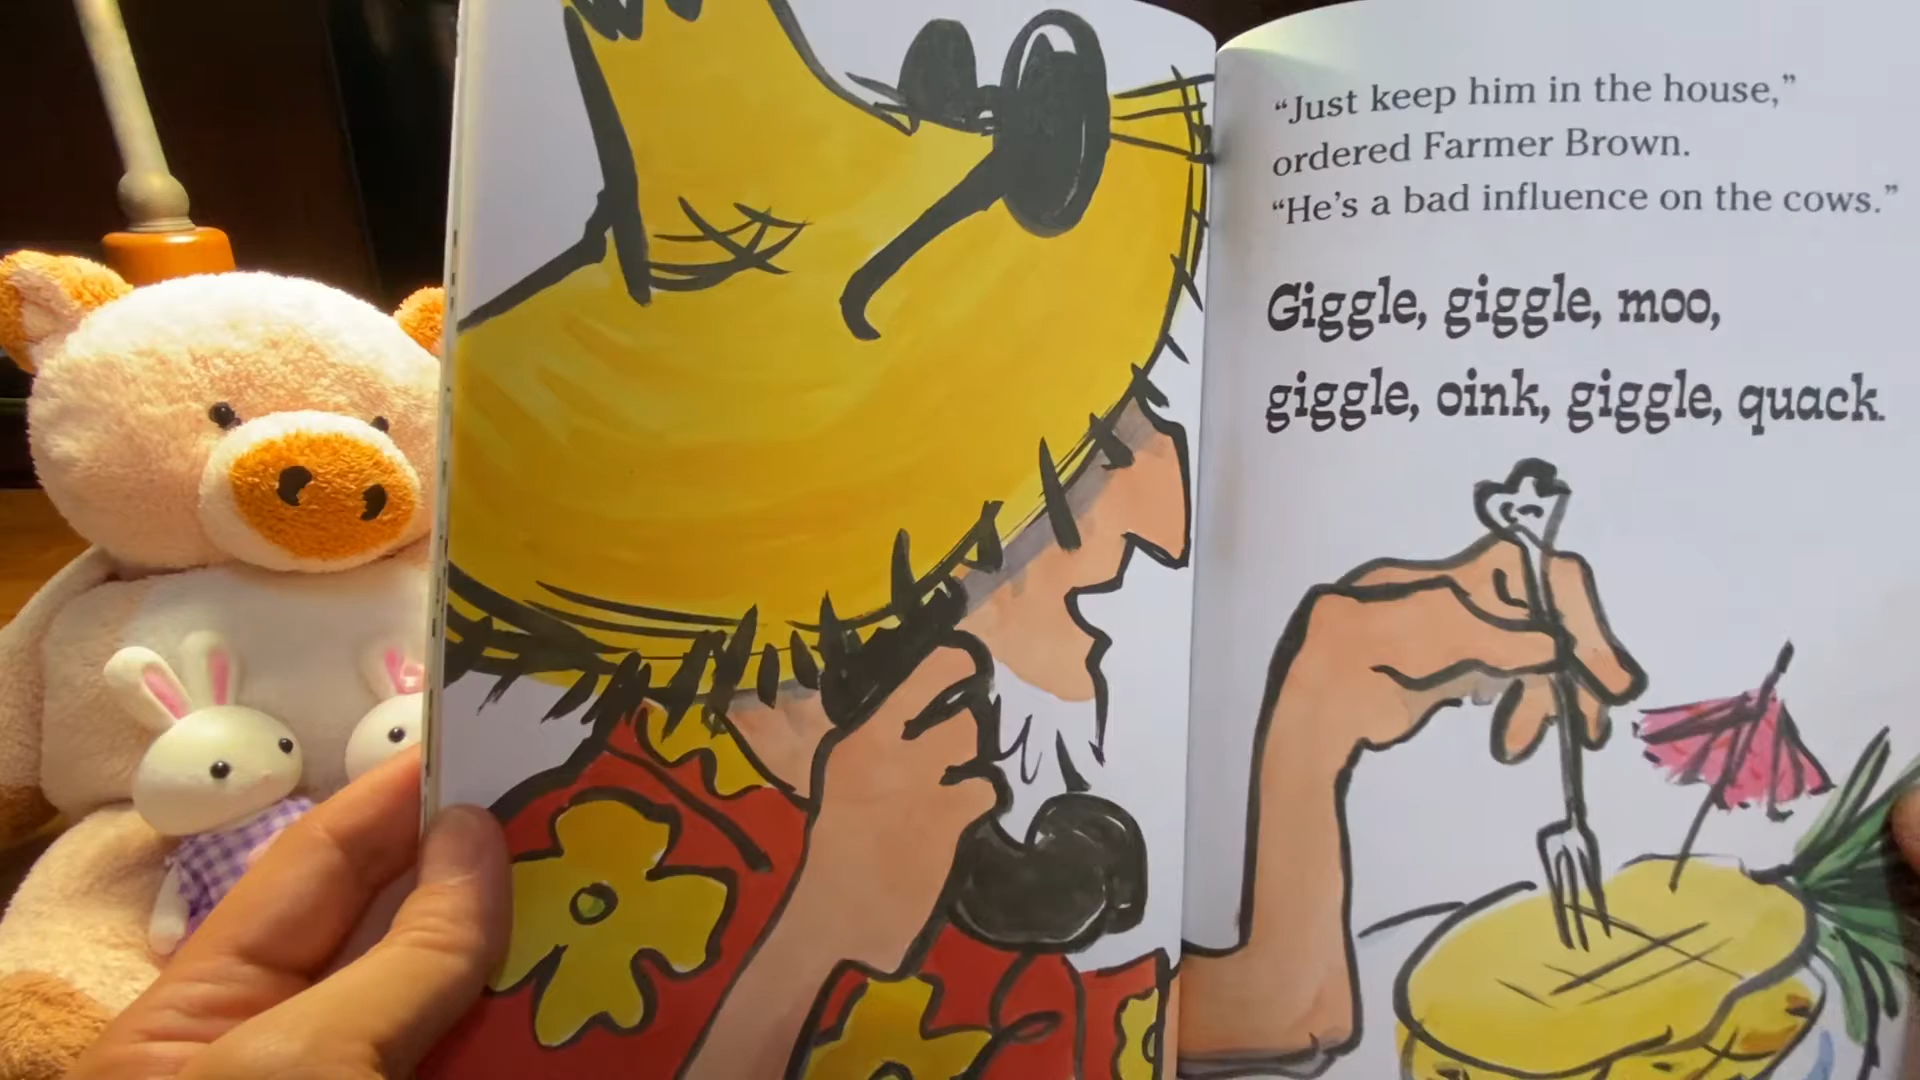 “Just keep him in the house,”
ordered Farmer Brown.
“He’s a bad influence on the cows.”
Giggle, giggle, moo,
giggle, oink, giggle, quack.